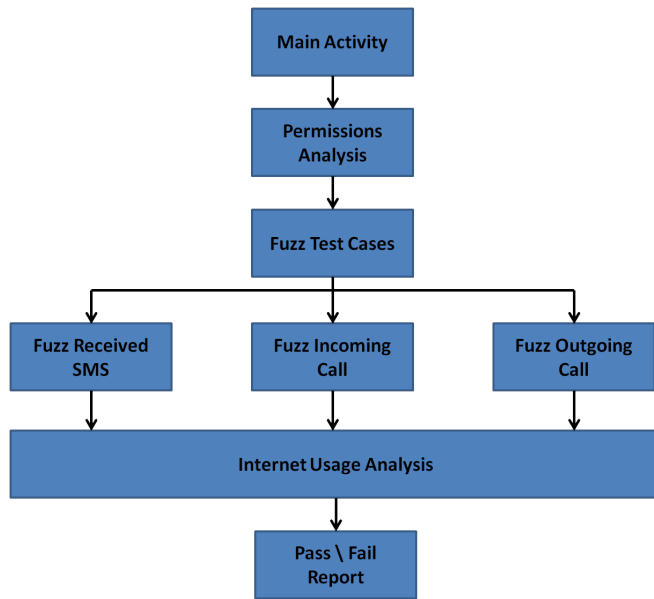 Main Activity
Permissions
Analysis
Fuzz Test Cases
Fuzz Received
SMS
Fuzz Incoming
Call
Fuzz Outgoing
Call
Internet Usage Analysis
Pass \ Fail
Report